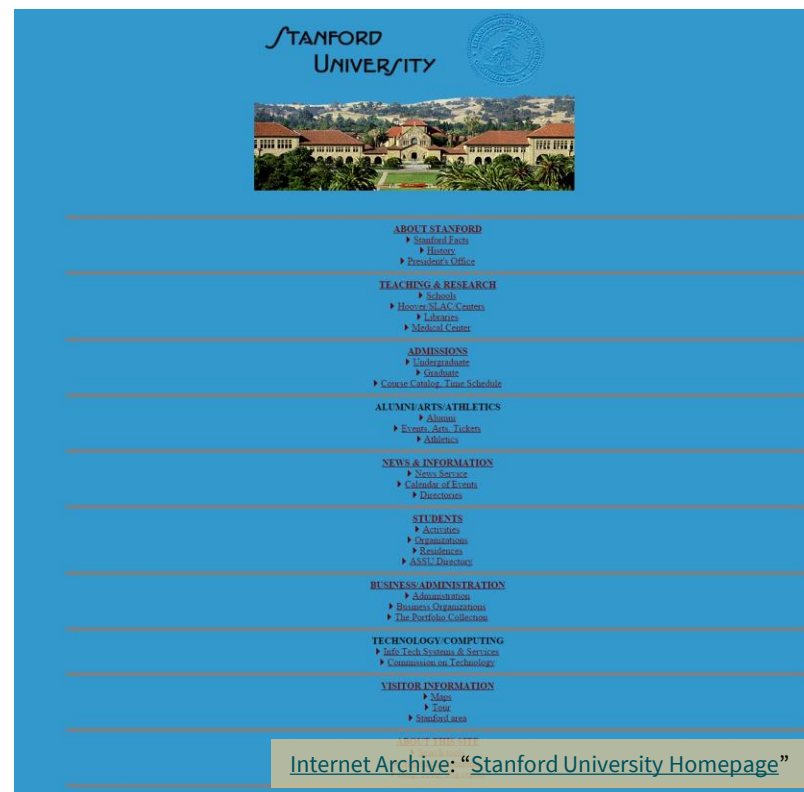 STANFORD
UNIVERSITY
ABOUT STANFORD
Stanford Facts
History
President's Office
TEACHING & RESEARCH
Schools
Hoover/SLAC/Centers
Libraries
Medical Center
ADMISSIONS
Undergraduate
Graduate
Course Catalog, Time Schedule
ALUMNI/ARTS/ATHLETICS
Alumni
Events, Arts, Tickets
Athletics
NEWS & INFORMATION
News Service
Calendar of Events
Directories
STUDENTS
Activities
Organizations
Residences
ASSU Directory
BUSINESS/ADMINISTRATION
Administration
Business Organizations
The Portfolio Collection
TECHNOLOGY/COMPUTING
Info Tech Systems & Services
Commission on Technology
VISITOR INFORMATION
Maps
Tour
Stanford area
ABOUT THIS SITE
Internet Archive: “Stanford University Homepage”